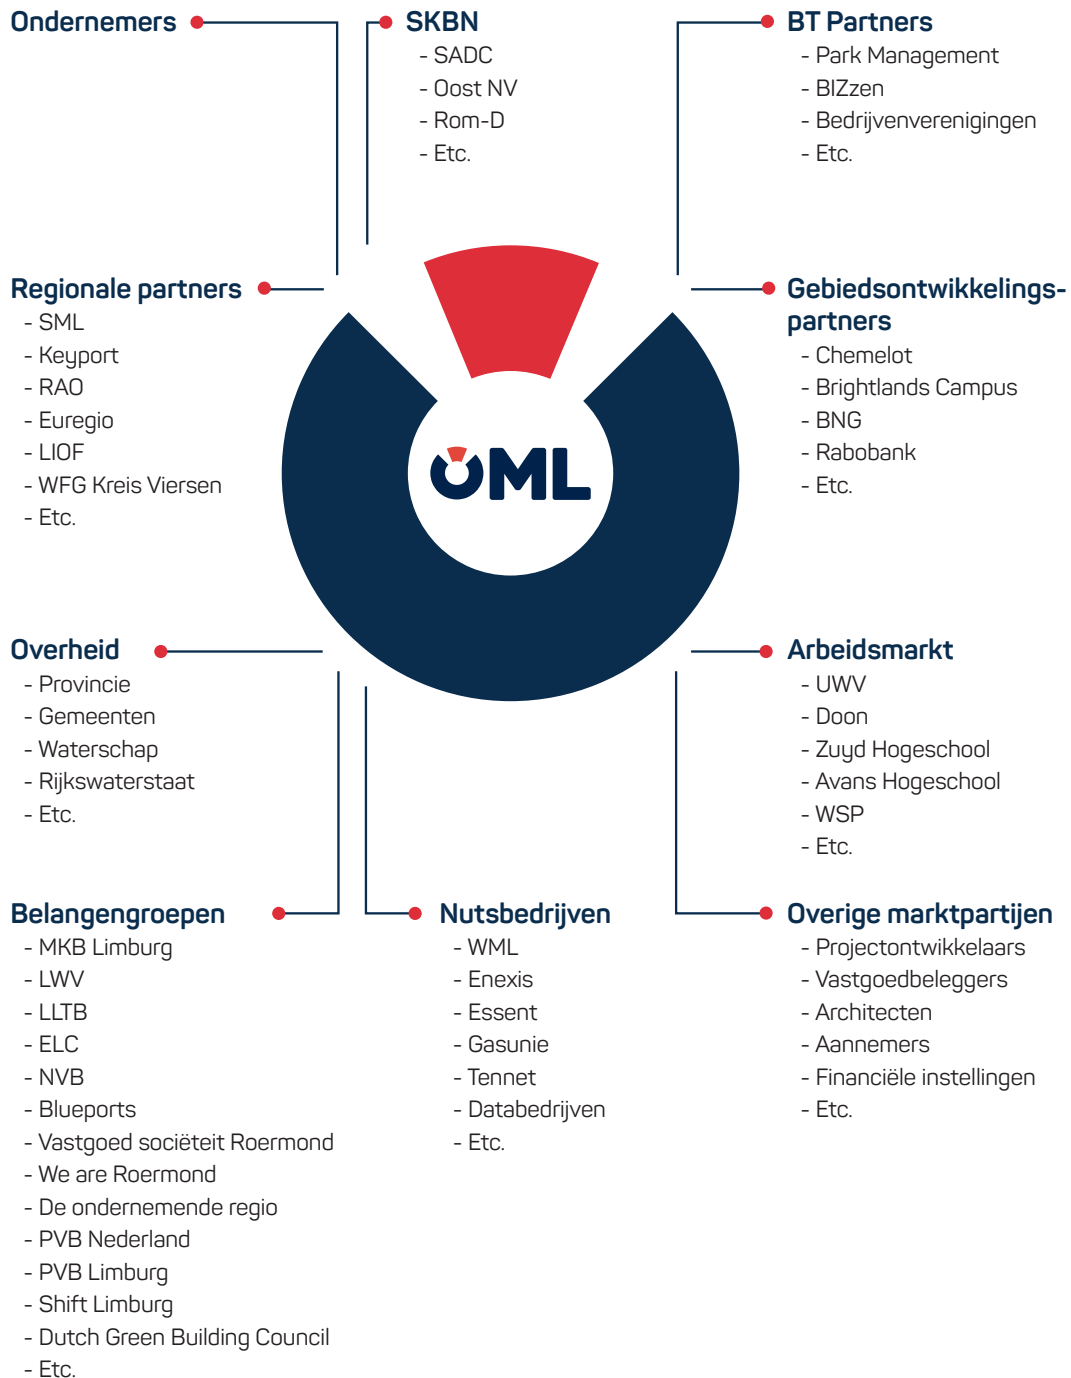 Ondernemers
SKBN
- SADC
- Oost NV
- Rom-D
- Etc.
BT Partners
- Park Management
- BIZzen
- Bedrijvenverenigingen
- Etc.
Regionale partners
- SML
- Keyport
- RAO
- Euregio
- LIOF
- WFG Kreis Viersen
- Etc.
Gebiedsontwikkelings-
partners
- Chemelot
- Brightlands Campus
- BNG
- Rabobank
- Etc.
OML
Overheid
- Provincie
- Gemeenten
- Waterschap
- Rijkswaterstaat
- Etc.
Arbeidsmarkt
- UWV
- Doon
- Zuyd Hogeschool
- Avans Hogeschool
- WSP
- Etc.
Belangengroepen
- MKB Limburg
- LWV
- LLTB
- ELC
- NVB
- Blueports
- Vastgoed sociëteit Roermond
- We are Roermond
- De ondernemende regio
- PVB Nederland
- PVB Limburg
- Shift Limburg
- Dutch Green Building Council
- Etc.
Nutsbedrijven
- WML
- Enexis
- Essent
- Gasunie
- Tennet
- Databedrijven
- Etc.
Overige marktpartijen
- Projectontwikkelaars
- Vastgoedbeleggers
- Architecten
- Aannemers
- Financiële instellingen
- Etc.